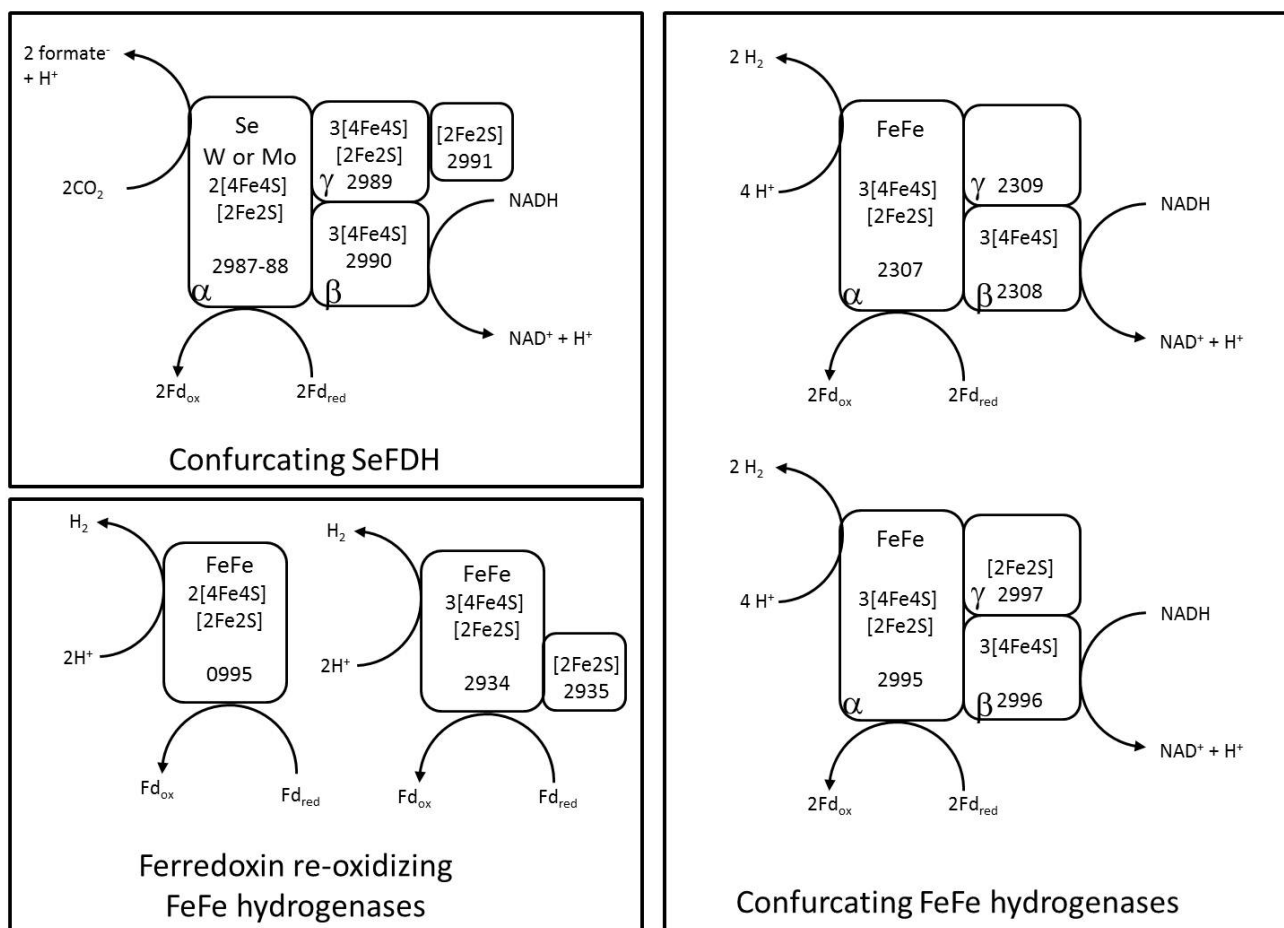 2 formate⁻
+ H⁺
2CO₂
Se
W or Mo
2[4Fe4S]
[2Fe2S]
2987-88
α
3[4Fe4S]
[2Fe2S]
γ 2989
[2Fe2S]
2991
3[4Fe4S]
2990
β
NADH
NAD⁺ + H⁺
2Fd_ox
2Fd_red
Confurcating SeFDH
H₂
2H⁺
FeFe
2[4Fe4S]
[2Fe2S]
0995
Fd_ox
Fd_red
H₂
2H⁺
FeFe
3[4Fe4S]
[2Fe2S]
2934
[2Fe2S]
2935
Fd_ox
Fd_red
Ferredoxin re-oxidizing
FeFe hydrogenases
2 H₂
4 H⁺
FeFe
3[4Fe4S]
[2Fe2S]
2307
α
γ 2309
3[4Fe4S]
β 2308
NADH
NAD⁺ + H⁺
2Fd_ox
2Fd_red
2 H₂
4 H⁺
FeFe
3[4Fe4S]
[2Fe2S]
2995
α
[2Fe2S]
γ 2997
3[4Fe4S]
β 2996
NADH
NAD⁺ + H⁺
2Fd_ox
2Fd_red
Confurcating FeFe hydrogenases